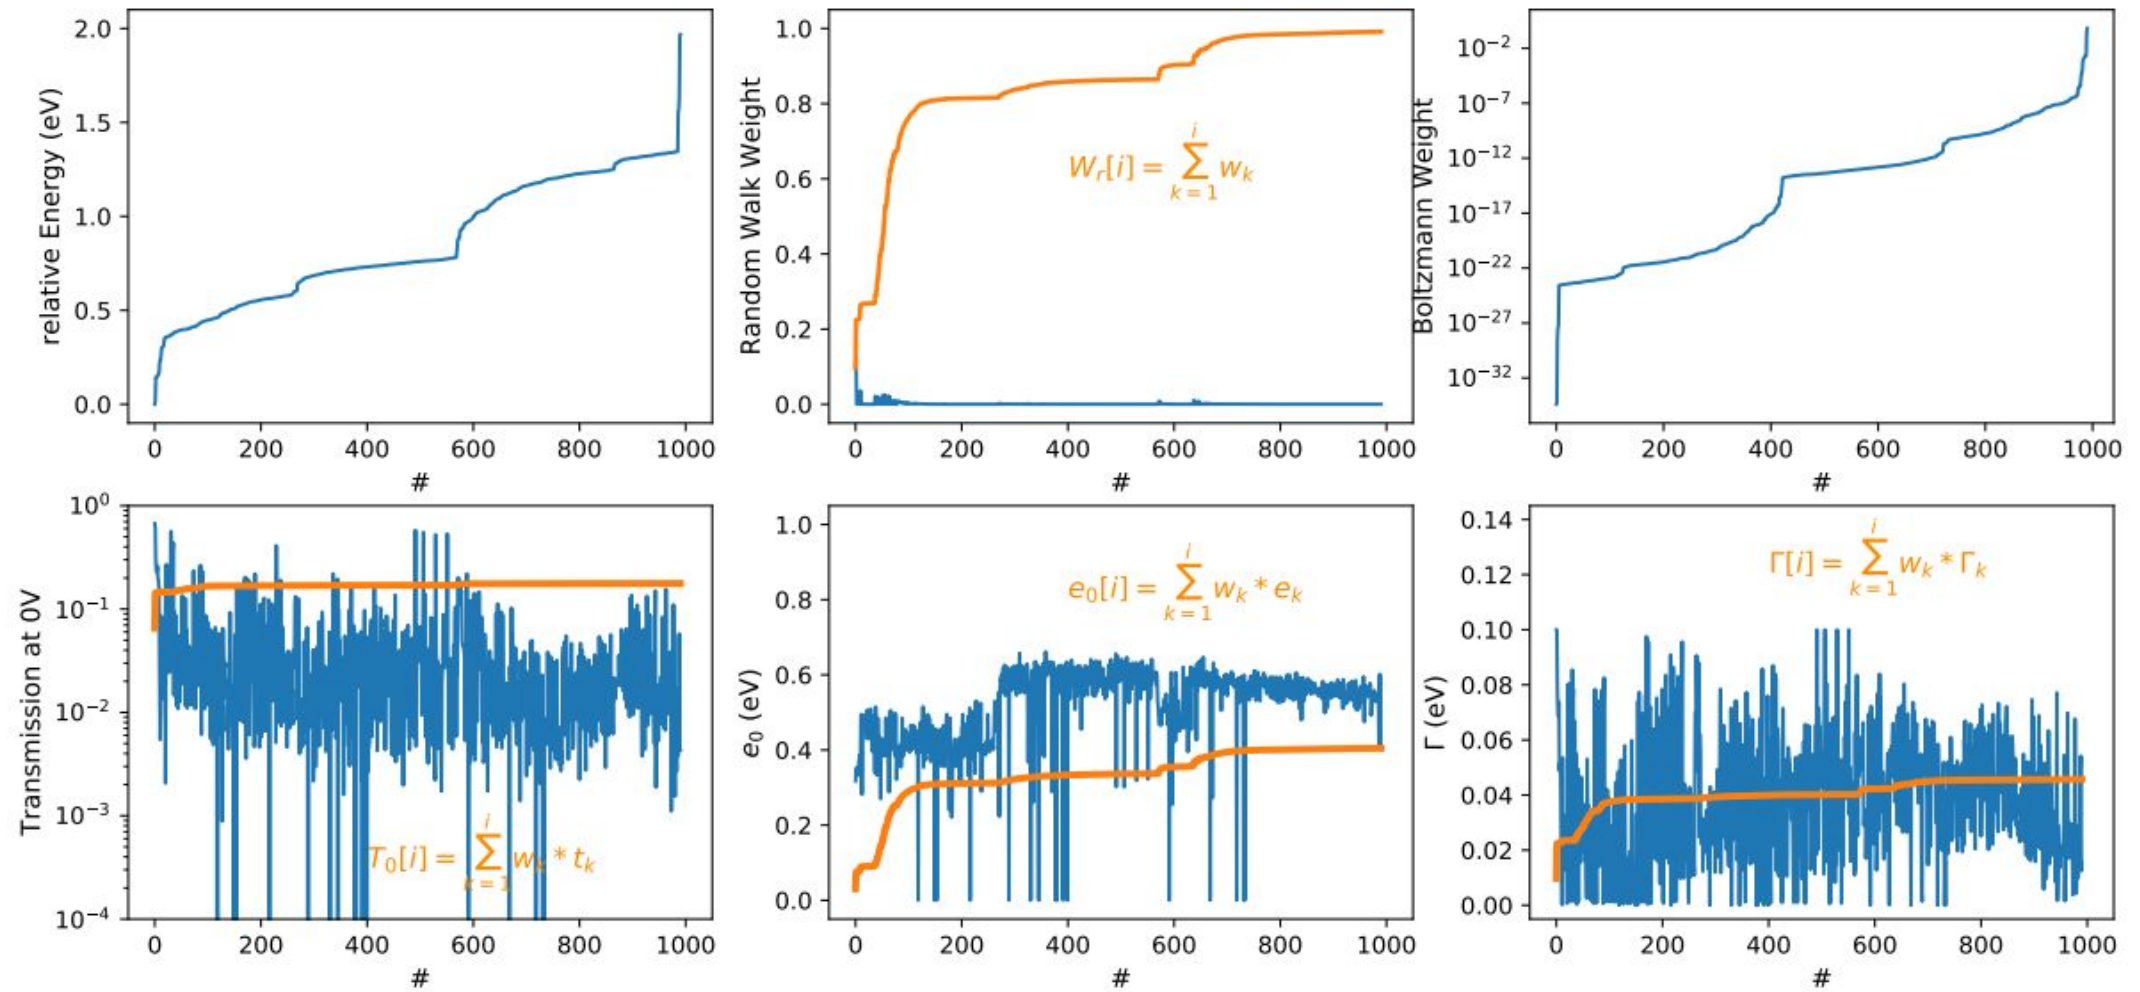 relative Energy (eV)
2.0
1.5
1.0
0.5
0.0
0 200 400 600 800 1000
#
Random Walk Weight
1.0
0.8
0.6
0.4
0.2
0.0
W_r[i] = \sum_{k=1}^{i} w_k
0 200 400 600 800 1000
#
Boltzmann Weight
10^{-2}
10^{-7}
10^{-12}
10^{-17}
10^{-22}
10^{-27}
10^{-32}
0 200 400 600 800 1000
#
Transmission at 0V
10^0
10^{-1}
10^{-2}
10^{-3}
10^{-4}
T_0[i] = \sum_{k=1}^{i} w_k * t_k
0 200 400 600 800 1000
#
e_0 (eV)
1.0
0.8
0.6
0.4
0.2
0.0
e_0[i] = \sum_{k=1}^{i} w_k * e_k
0 200 400 600 800 1000
#
Γ (eV)
0.14
0.12
0.10
0.08
0.06
0.04
0.02
0.00
Γ[i] = \sum_{k=1}^{i} w_k * Γ_k
0 200 400 600 800 1000
#